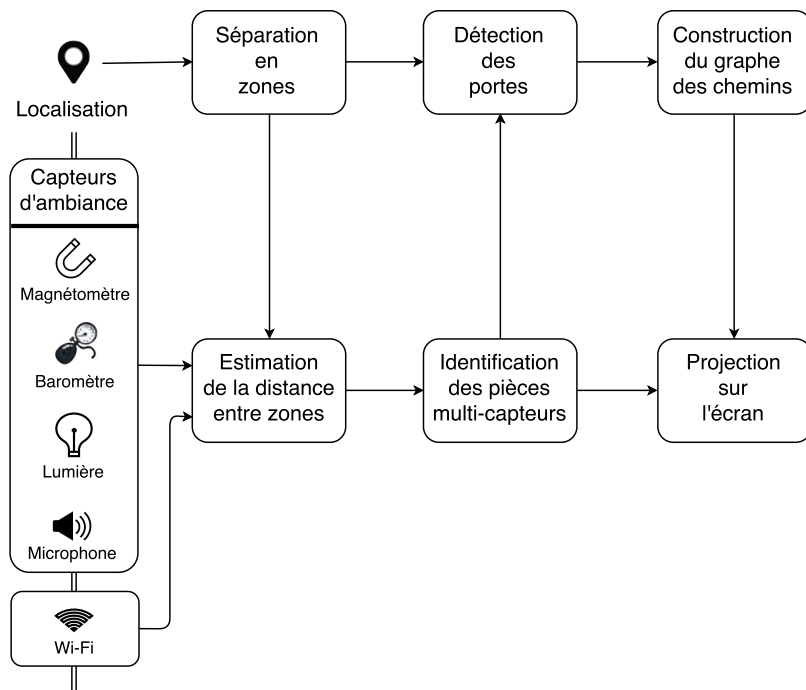 Localisation
Séparation
en
zones
Détection
des
portes
Construction
du graphe
des chemins
Capteurs
d'ambiance
Magnétomètre
Baromètre
Lumière
Microphone
Wi-Fi
Estimation
de la distance
entre zones
Identification
des pièces
multi-capteurs
Projection
sur
l'écran